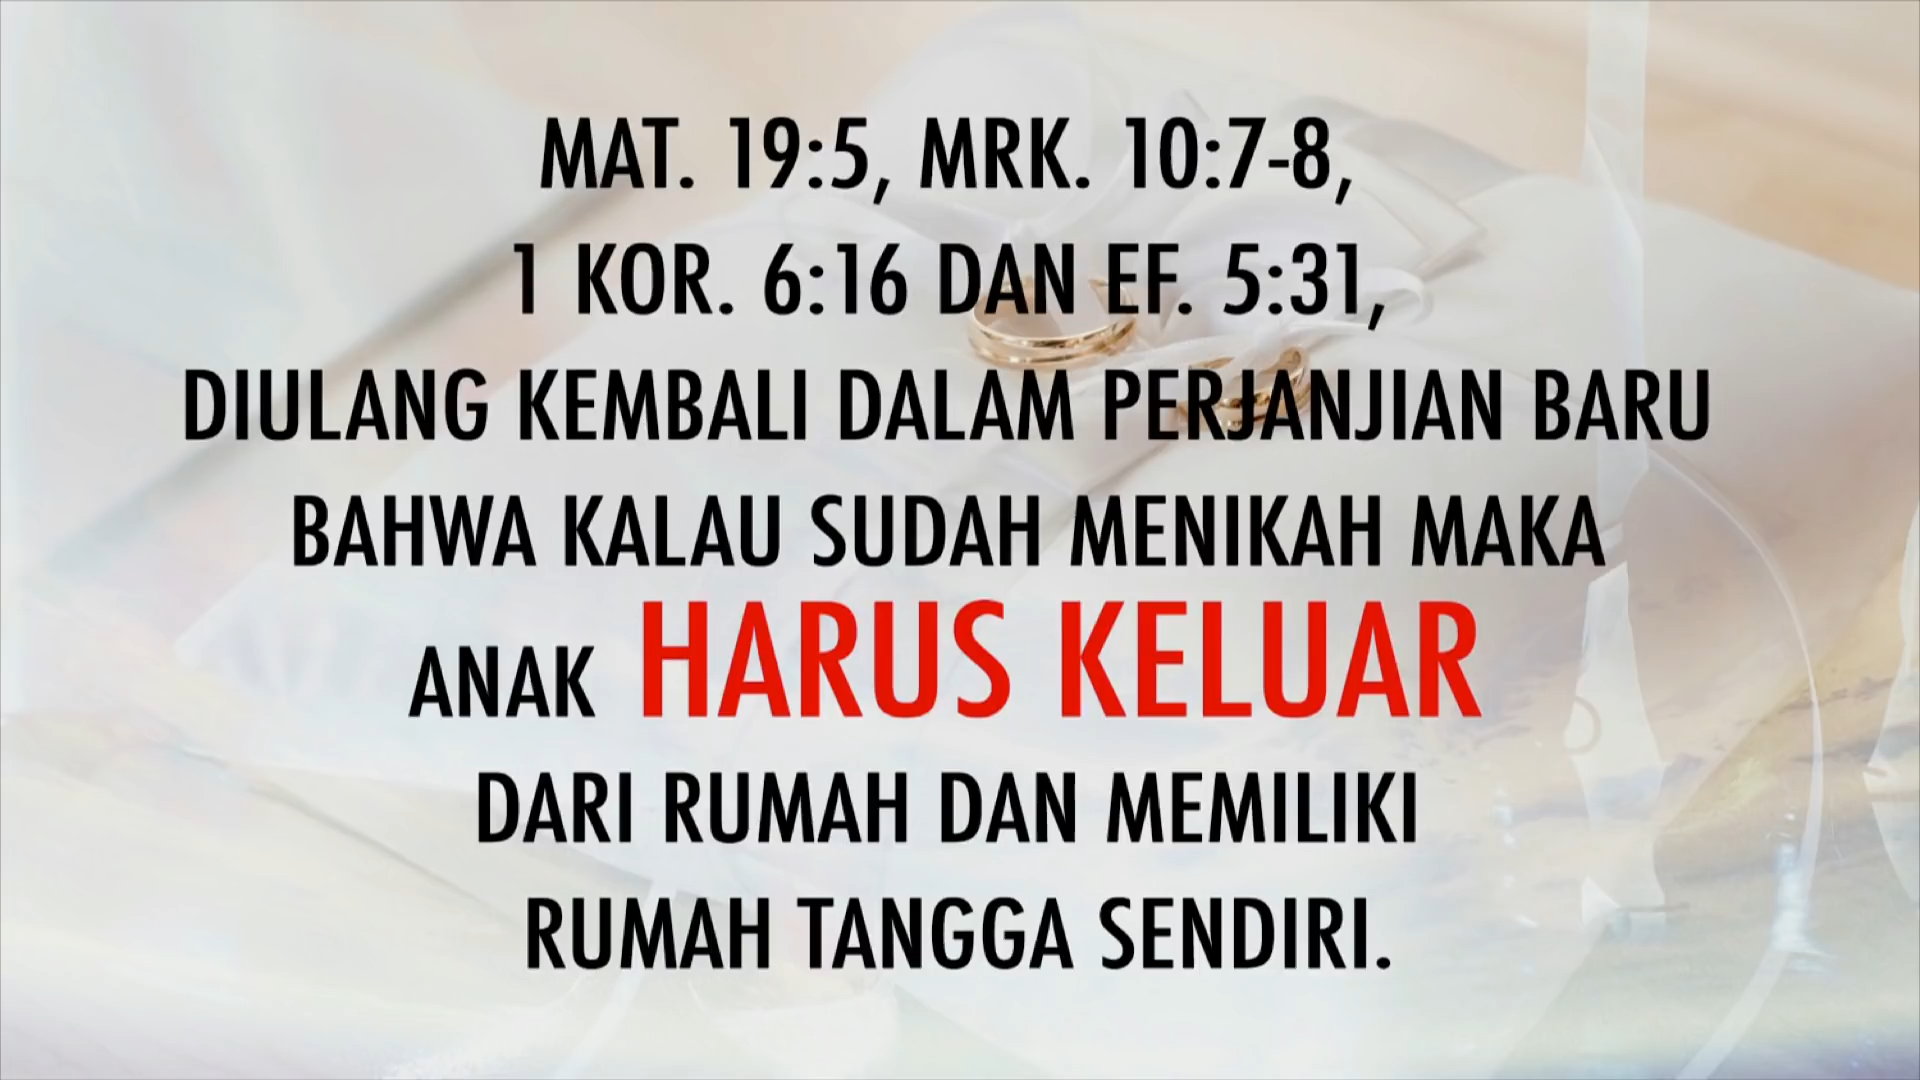 MAT. 19:5, MRK. 10:7-8,
1 KOR. 6:16 DAN EF. 5:31,
DIULANG KEMBALI DALAM PERJANJIAN BARU
BAHWA KALAU SUDAH MENIKAH MAKA
ANAK HARUS KELUAR
DARI RUMAH DAN MEMILIKI
RUMAH TANGGA SENDIRI.